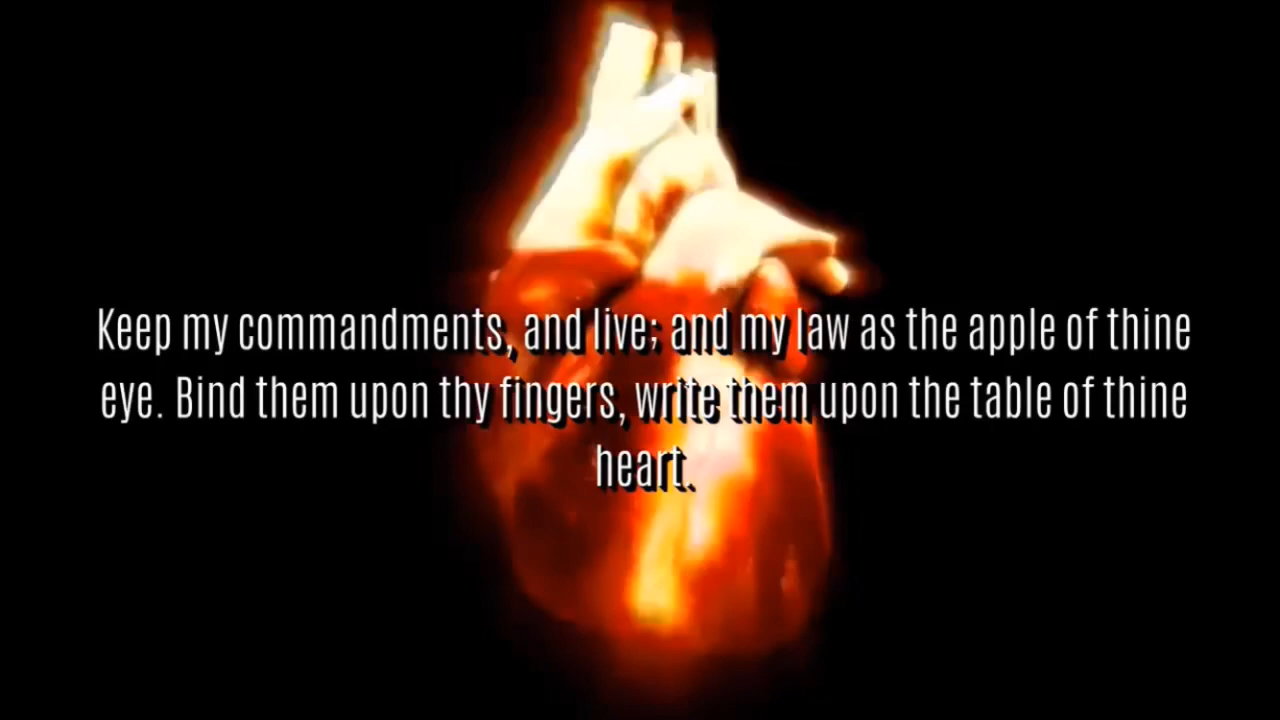 Keep my commandments, and live; and my law as the apple of thine
eye. Bind them upon thy fingers, write them upon the table of thine
heart.